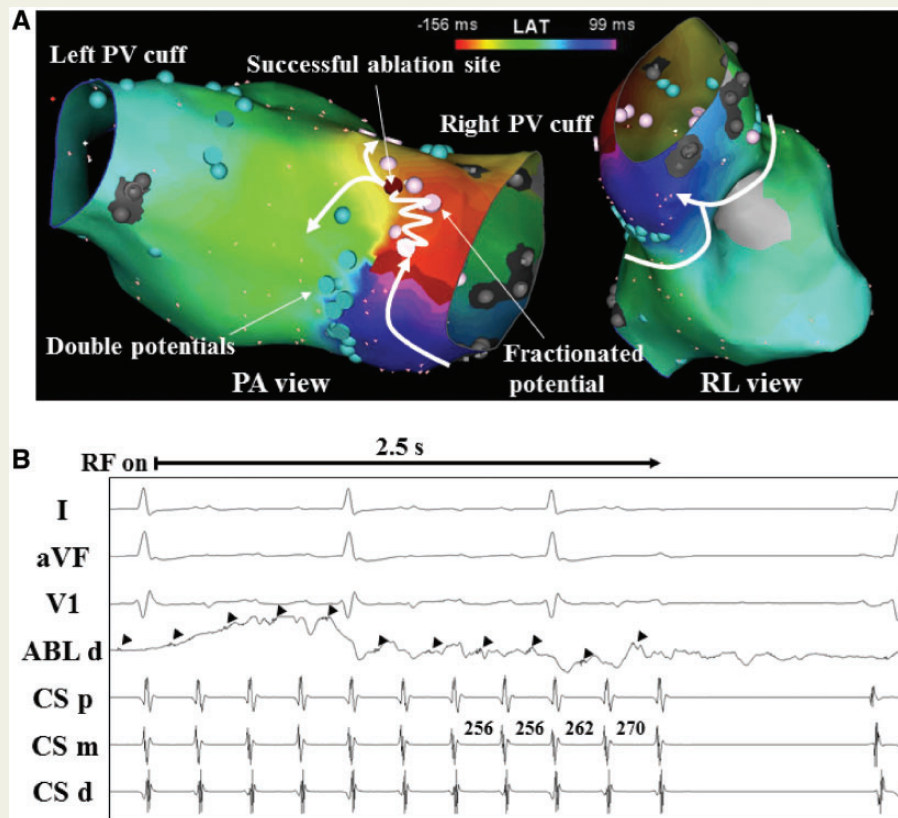 A
-156 ms LAT 99 ms
Left PV cuff
Successful ablation site
Right PV cuff
Double potentials
Fractionated
potential
PA view
RL view
B
RF on 2.5 s
I
aVF
V1
ABL d
CS p
256 256 262 270
CS m
CS d